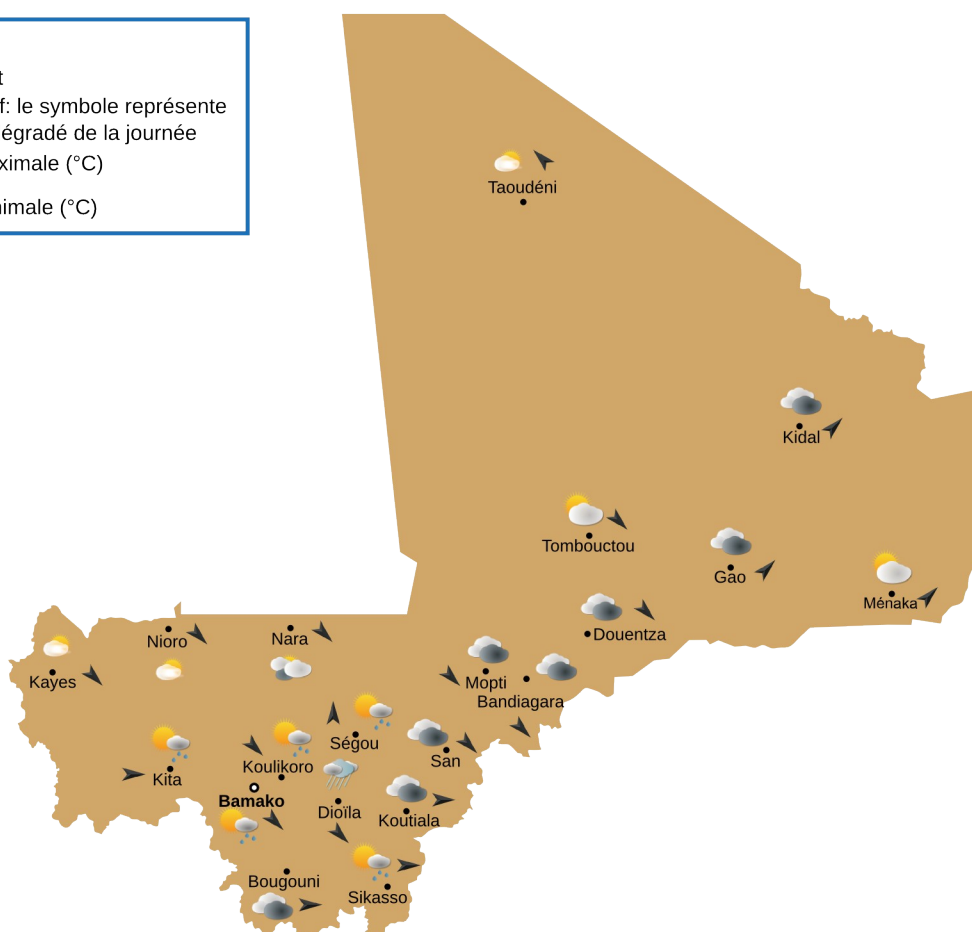 f: le symbole représente
égradé de la journée
ximale (°C)
imale (°C)
Taoudéni
Kidal
Tombouctou
Gao
Ménaka
Douentza
Nioro
Nara
Kayes
Mopti
Bandiagara
Ségou
San
Koulikoro
Kita
Bamako
Dioïla
Koutiala
Bougouni
Sikasso